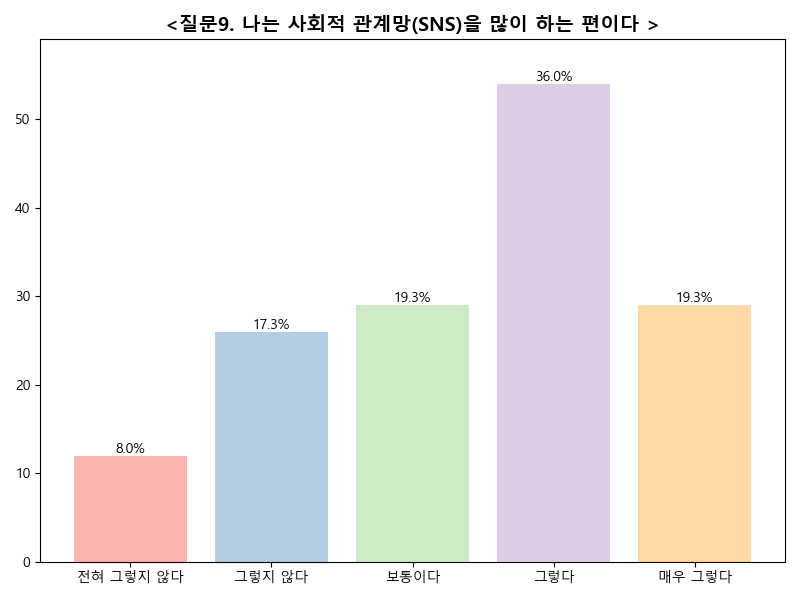 <질문9. 나는 사회적 관계망(SNS)을 많이 하는 편이다 >
50
40
30
20
10
0
8.0%
17.3%
19.3%
36.0%
19.3%
전혀 그렇지 않다
그렇지 않다
보통이다
그렇다
매우 그렇다